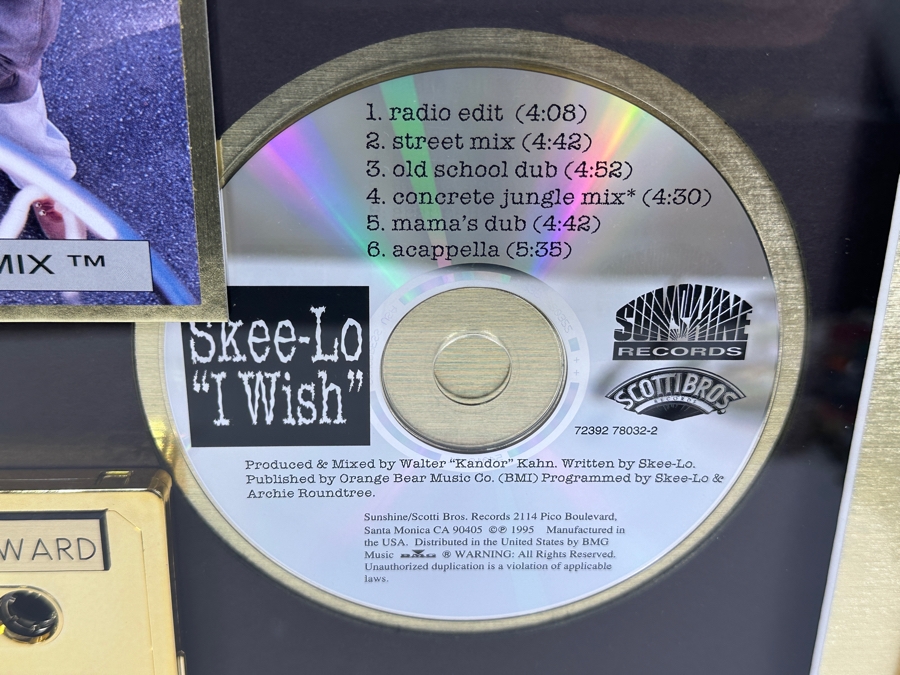 1. radio edit (4:08)
2. street mix (4:42)
3. old school dub (4:52)
4. concrete jungle mix* (4:30)
5. mama's dub (4:42)
6. acappella (5:35)
MIX ™
Skee-Lo
"I Wish"
SUNSHINE
RECORDS
SCOTTI BROS.
RECORDS
72392 78032-2
Produced & Mixed by Walter "Kandor" Kahn. Written by Skee-Lo.
Published by Orange Bear Music Co. (BMI) Programmed by Skee-Lo &
Archie Roundtree.
Sunshine/Scotti Bros. Records 2114 Pico Boulevard,
Santa Monica CA 90405 ©℗ 1995 Manufactured in
the USA. Distributed in the United States by BMG
Music BMG ® WARNING: All Rights Reserved.
Unauthorized duplication is a violation of applicable
laws.
WARD